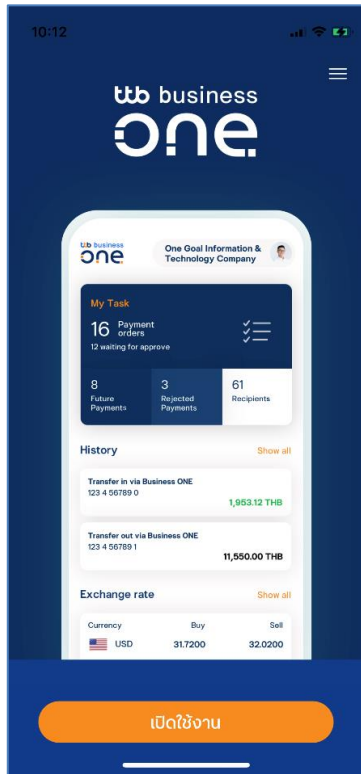 10:12
ttb business
one
ttb business
one
One Goal Information &
Technology Company
My Task
16 Payment orders
12 waiting for approve
8
Future
Payments
3
Rejected
Payments
61
Recipients
History
Show all
Transfer in via Business ONE
123 4 56789 0
1,953.12 THB
Transfer out via Business ONE
123 4 56789 1
11,550.00 THB
Exchange rate
Show all
Currency Buy Sell
USD 31.7200 32.0200
เปิดใช้งาน